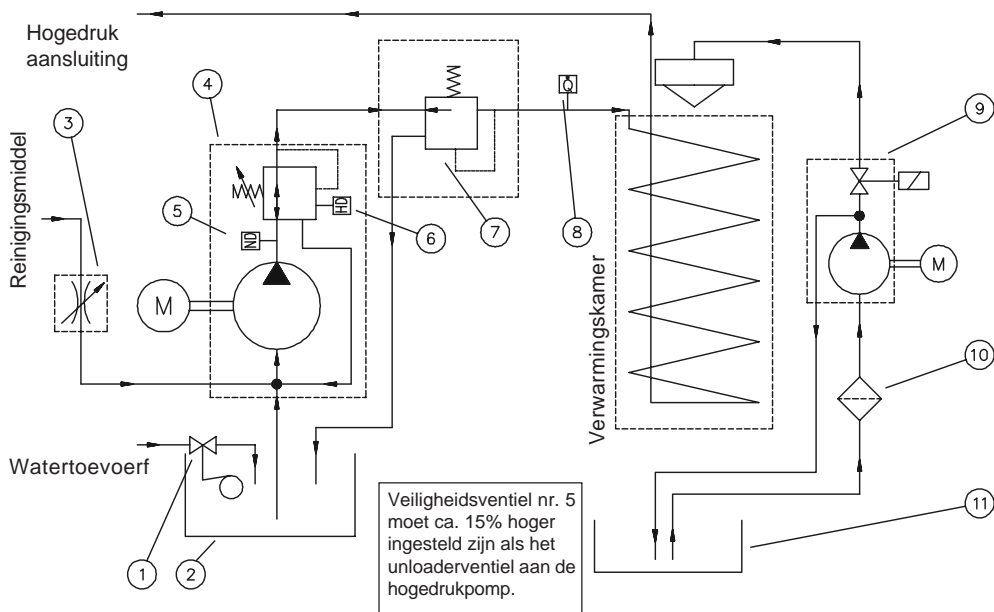 Hogedruk
aansluiting
4
3
Q
9
Reinigingsmiddel
5
ND
HD
6
7
8
M
M
Verwarmingskamer
10
Watertoevoerf
1
2
Veiligheidsventiel nr. 5
moet ca. 15% hoger
ingesteld zijn als het
unloaderventiel aan de
hogedrukpomp.
11